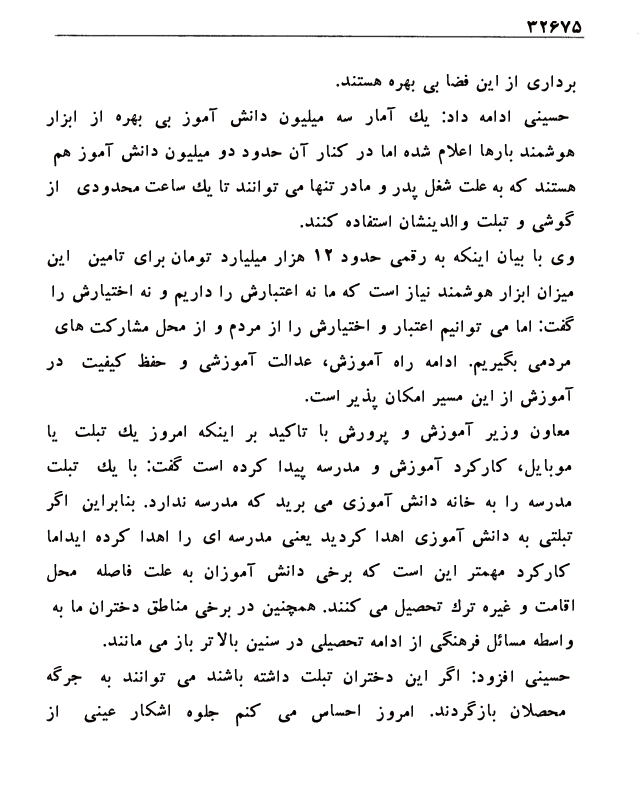 ۳۲۶۷۵
برداری از این فضا بی بهره هستند.
حسینی ادامه داد: یك آمار سه میلیون دانش آموز بی بهره از ابزار
هوشمند بارها اعلام شده اما در کنار آن حدود دو میلیون دانش آموز هم
هستند که به علت شغل پدر و مادر تنها می توانند تا یك ساعت محدودی از
گوشی و تبلت والدینشان استفاده کنند.
وی با بیان اینکه به رقمی حدود ۱۲ هزار میلیارد تومان برای تامین این
میزان ابزار هوشمند نیاز است که ما نه اعتبارش را داریم و نه اختیارش را
گفت: اما می توانیم اعتبار و اختیارش را از مردم و از محل مشارکت های
مردمی بگیریم. ادامه راه آموزش، عدالت آموزشی و حفظ کیفیت در
آموزش از این مسیر امکان پذیر است.
معاون وزیر آموزش و پرورش با تاکید بر اینکه امروز یك تبلت یا
موبایل، کارکرد آموزش و مدرسه پیدا کرده است گفت: با یك تبلت
مدرسه را به خانه دانش آموزی می برید که مدرسه ندارد. بنابراین اگر
تبلتی به دانش آموزی اهدا کردید یعنی مدرسه ای را اهدا کرده ایداما
کارکرد مهمتر این است که برخی دانش آموزان به علت فاصله محل
اقامت و غیره ترك تحصیل می کنند. همچنین در برخی مناطق دختران ما به
واسطه مسائل فرهنگی از ادامه تحصیلی در سنین بالاتر باز می مانند.
حسینی افزود: اگر این دختران تبلت داشته باشند می توانند به جرگه
محصلان بازگردند. امروز احساس می کنم جلوه اشکار عینی از